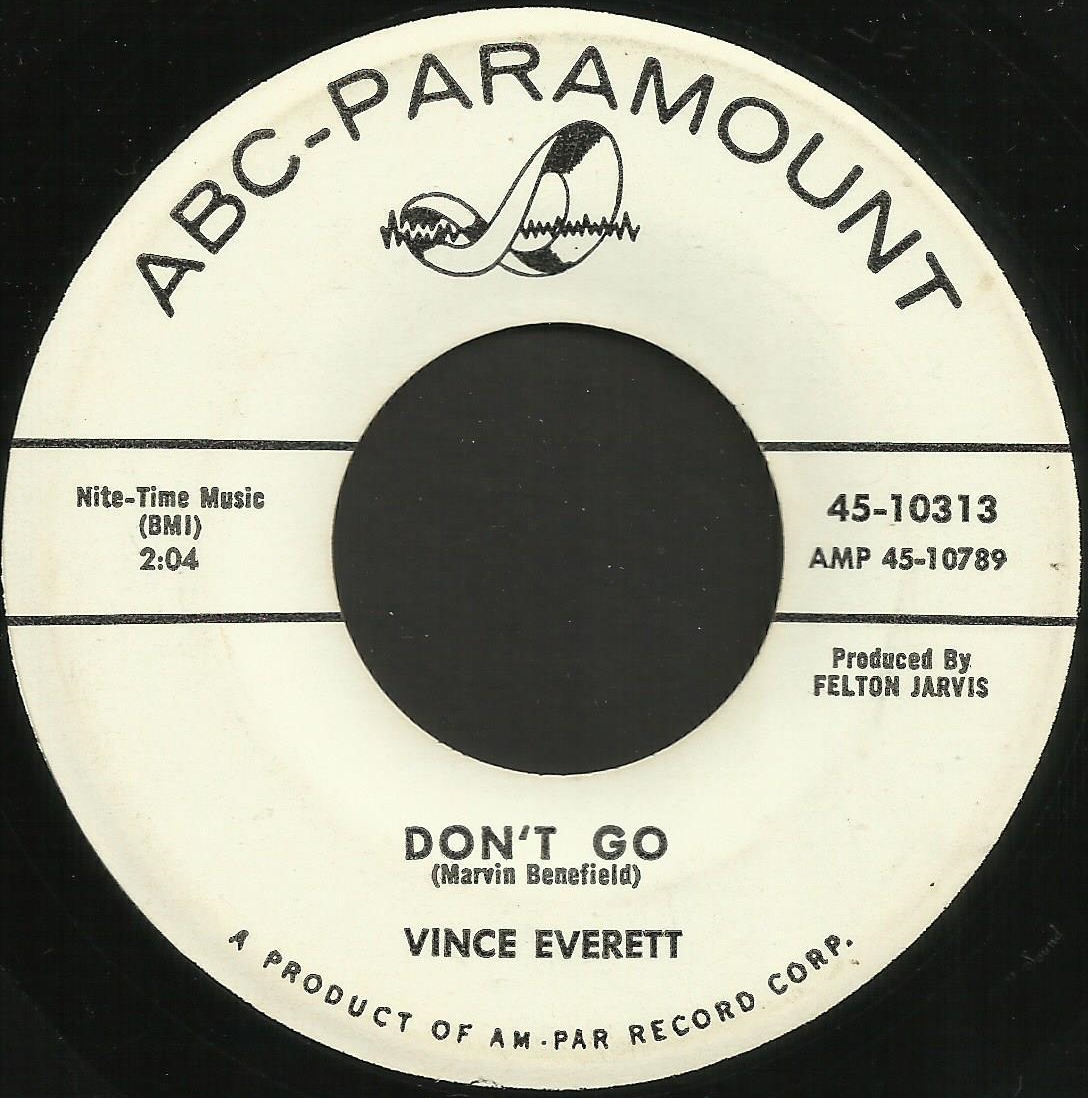 ABC-PARAMOUNT
Nite-Time Music
(BMI)
2:04
45-10313
AMP 45-10789
Produced By
FELTON JARVIS
DON'T GO
(Marvin Benefield)
VINCE EVERETT
A PRODUCT OF AM-PAR RECORD CORP.